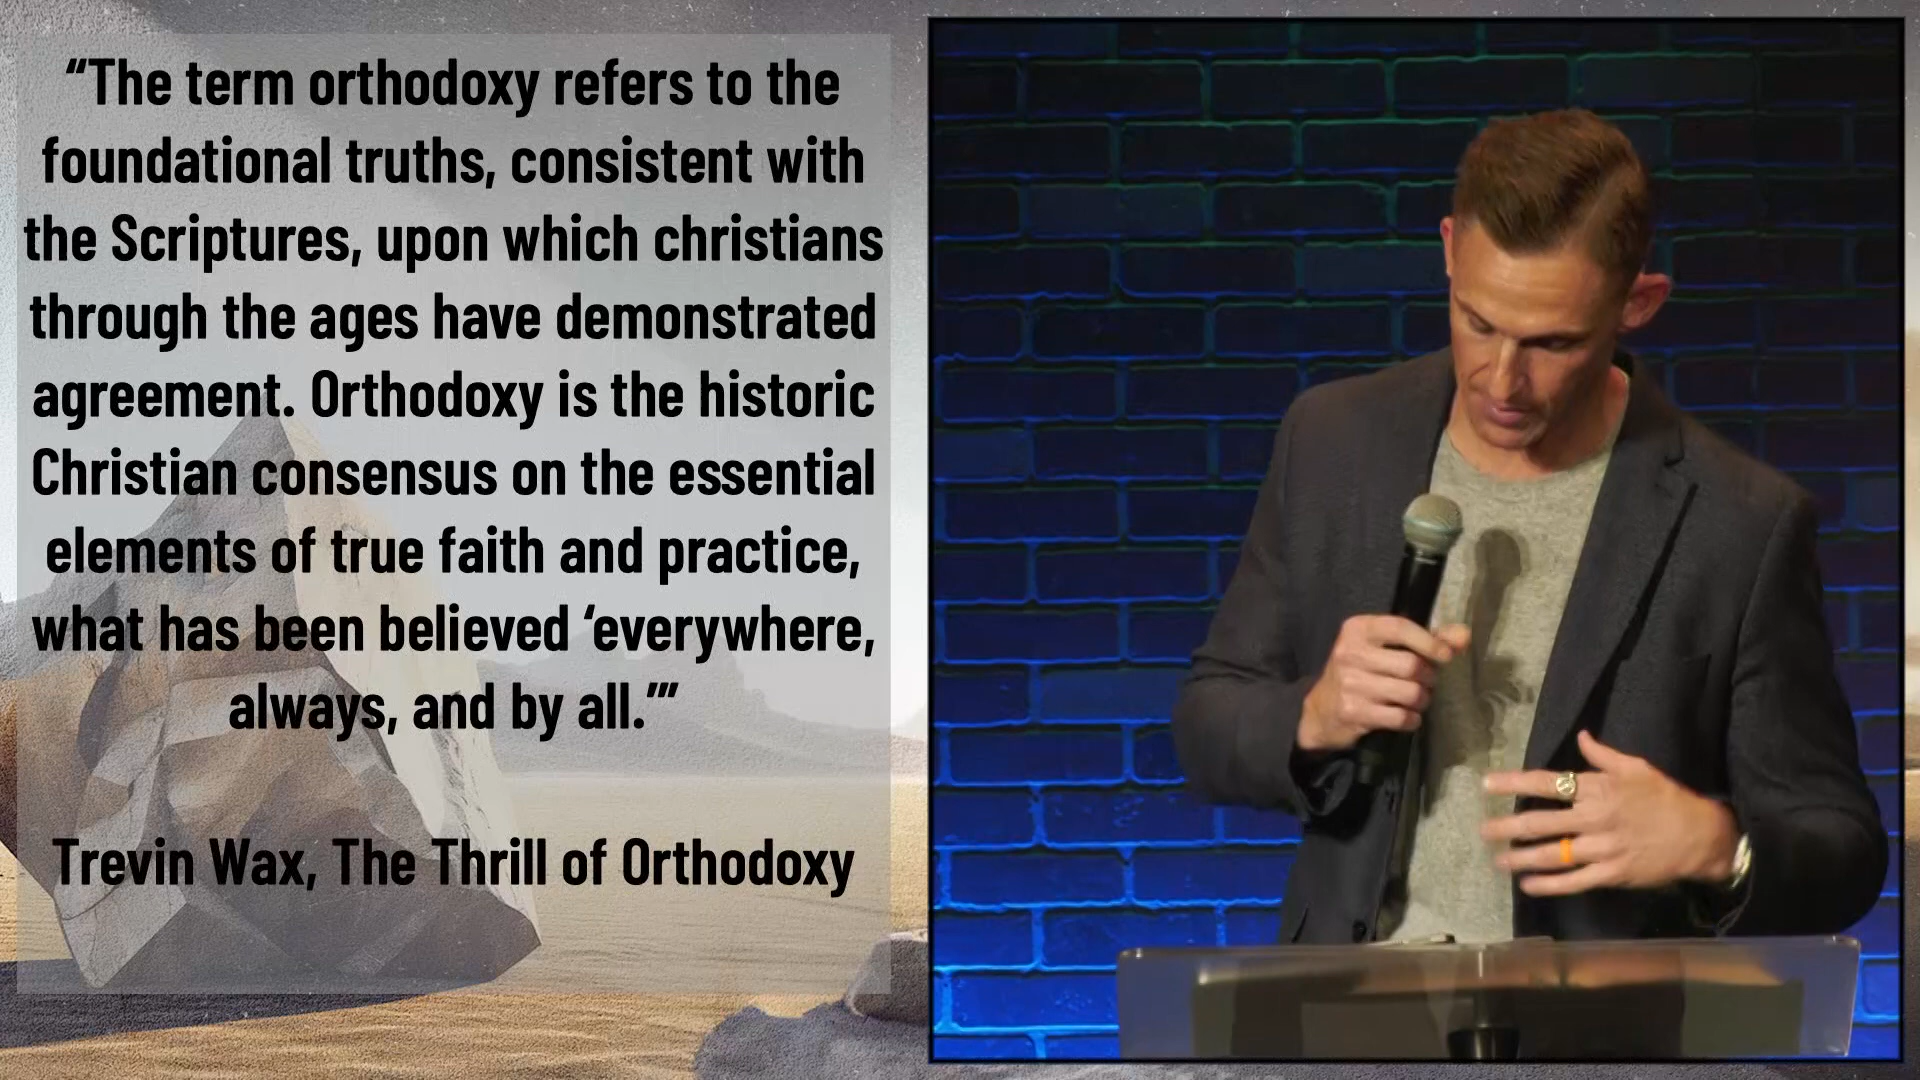 “The term orthodoxy refers to the
foundational truths, consistent with
the Scriptures, upon which christians
through the ages have demonstrated
agreement. Orthodoxy is the historic
Christian consensus on the essential
elements of true faith and practice,
what has been believed ‘everywhere,
always, and by all.’”
Trevin Wax, The Thrill of Orthodoxy